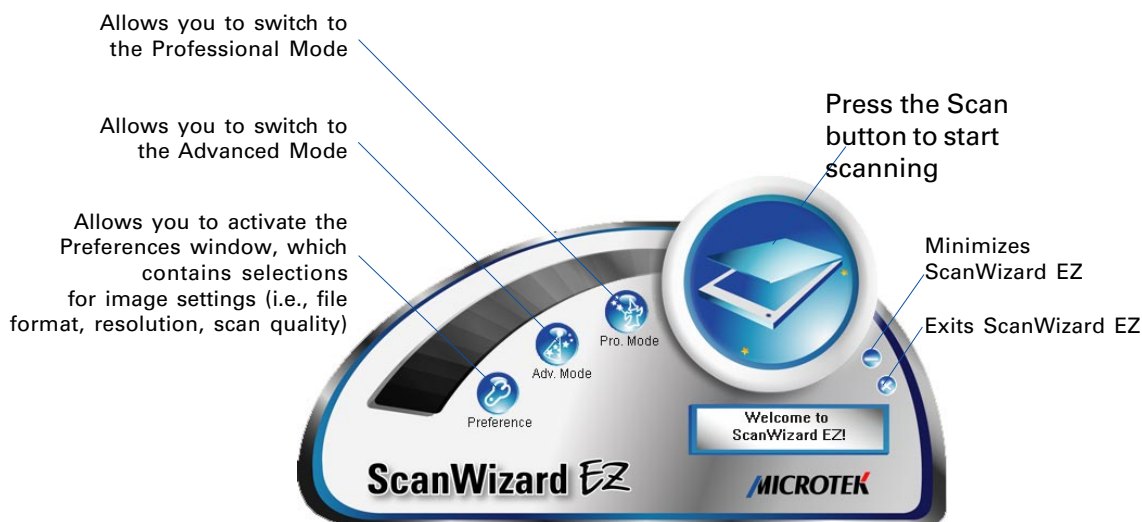 Allows you to switch to
the Professional Mode
Allows you to switch to
the Advanced Mode
Allows you to activate the
Preferences window, which
contains selections
for image settings (i.e., file
format, resolution, scan quality)
Press the Scan
button to start
scanning
Minimizes
ScanWizard EZ
Exits ScanWizard EZ
Pro. Mode
Adv. Mode
Preference
Welcome to
ScanWizard EZ!
ScanWizard EZ
MICROTEK